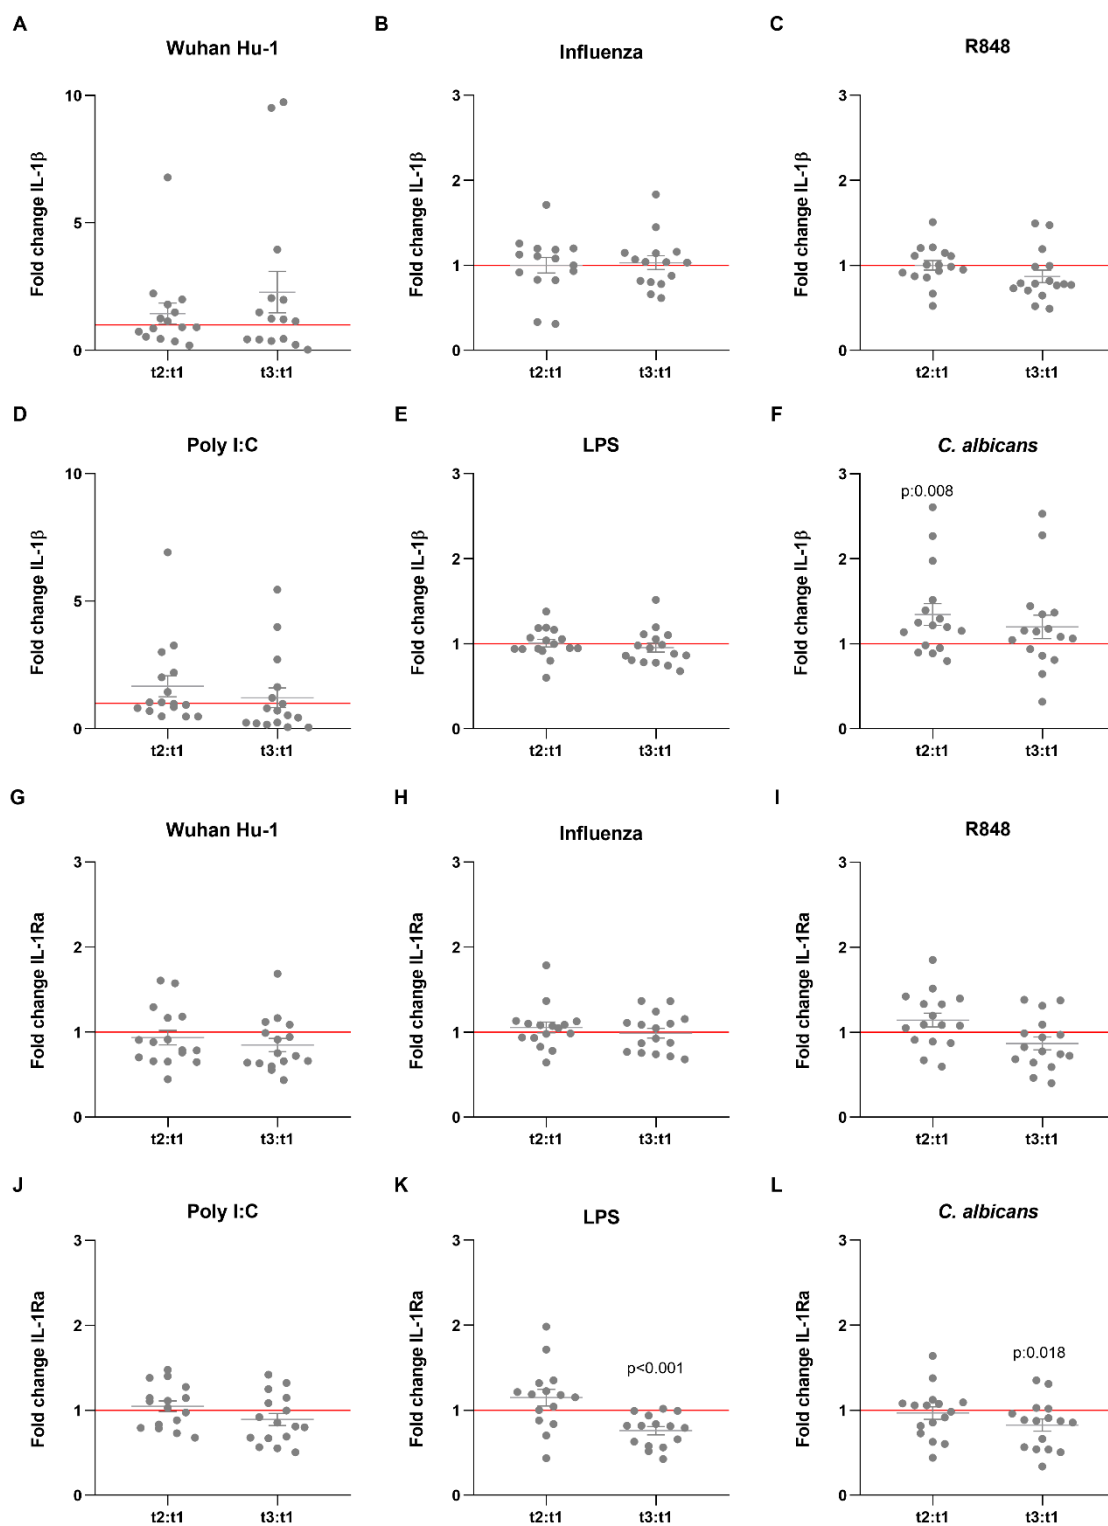 A
Wuhan Hu-1
Fold change IL-1β
10
5
0
t2:t1 t3:t1
B
Influenza
Fold change IL-1β
3
2
1
0
t2:t1 t3:t1
C
R848
Fold change IL-1β
3
2
1
0
t2:t1 t3:t1
D
Poly I:C
Fold change IL-1β
10
5
0
t2:t1 t3:t1
E
LPS
Fold change IL-1β
3
2
1
0
t2:t1 t3:t1
F
C. albicans
Fold change IL-1β
3
2
1
0
p:0.008
t2:t1 t3:t1
G
Wuhan Hu-1
Fold change IL-1Ra
3
2
1
0
t2:t1 t3:t1
H
Influenza
Fold change IL-1Ra
3
2
1
0
t2:t1 t3:t1
I
R848
Fold change IL-1Ra
3
2
1
0
t2:t1 t3:t1
J
Poly I:C
Fold change IL-1Ra
3
2
1
0
t2:t1 t3:t1
K
LPS
Fold change IL-1Ra
3
2
1
0
p<0.001
t2:t1 t3:t1
L
C. albicans
Fold change IL-1Ra
3
2
1
0
p:0.018
t2:t1 t3:t1